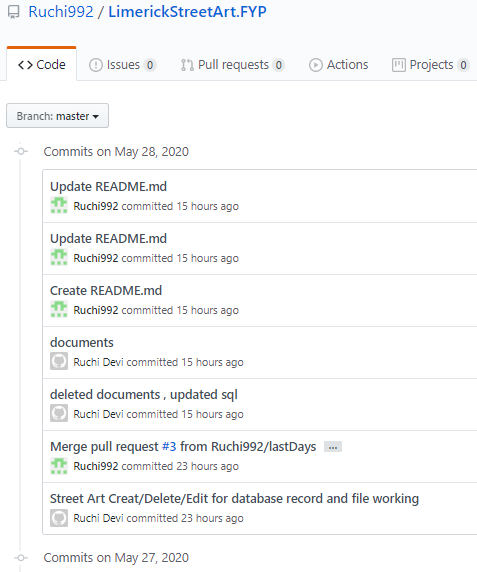 Ruchi992 / LimerickStreetArt.FYP
Code Issues 0 Pull requests 0 Actions Projects 0
Branch: master
Commits on May 28, 2020
Update README.md
Ruchi992 committed 15 hours ago
Update README.md
Ruchi992 committed 15 hours ago
Create README.md
Ruchi992 committed 15 hours ago
documents
Ruchi Devi committed 15 hours ago
deleted documents , updated sql
Ruchi Devi committed 15 hours ago
Merge pull request #3 from Ruchi992/lastDays ...
Ruchi992 committed 23 hours ago
Street Art Creat/Delete/Edit for database record and file working
Ruchi Devi committed 23 hours ago
Commits on May 27, 2020